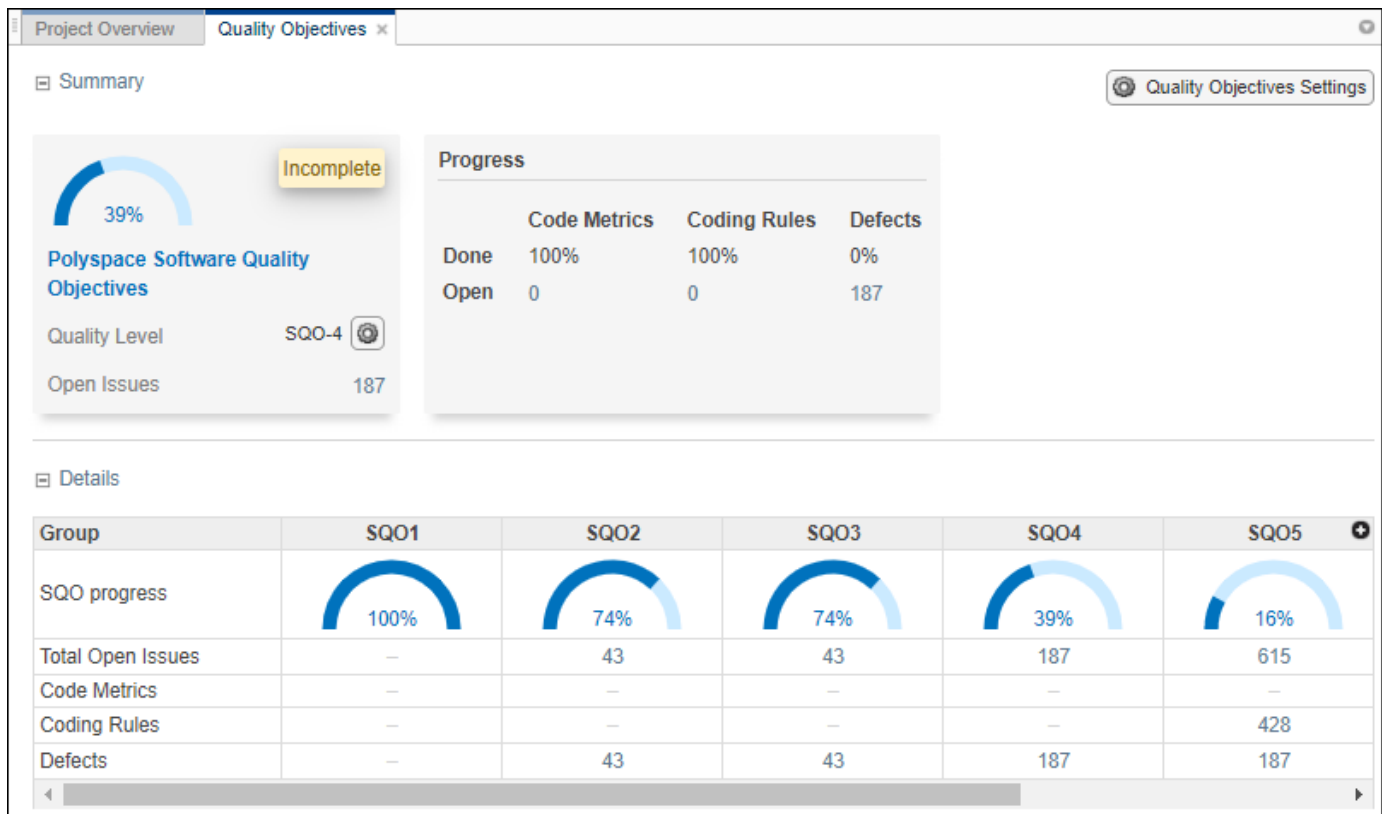 Project Overview Quality Objectives ×
Summary Quality Objectives Settings
Incomplete
39%
Polyspace Software Quality
Objectives
Quality Level SQO-4
Open Issues 187
Progress
Code Metrics Coding Rules Defects
Done 100% 100% 0%
Open 0 0 187
Details
Group SQO1 SQO2 SQO3 SQO4 SQO5
SQO progress 100% 74% 74% 39% 16%
Total Open Issues – 43 43 187 615
Code Metrics – – – – –
Coding Rules – – – – 428
Defects – 43 43 187 187